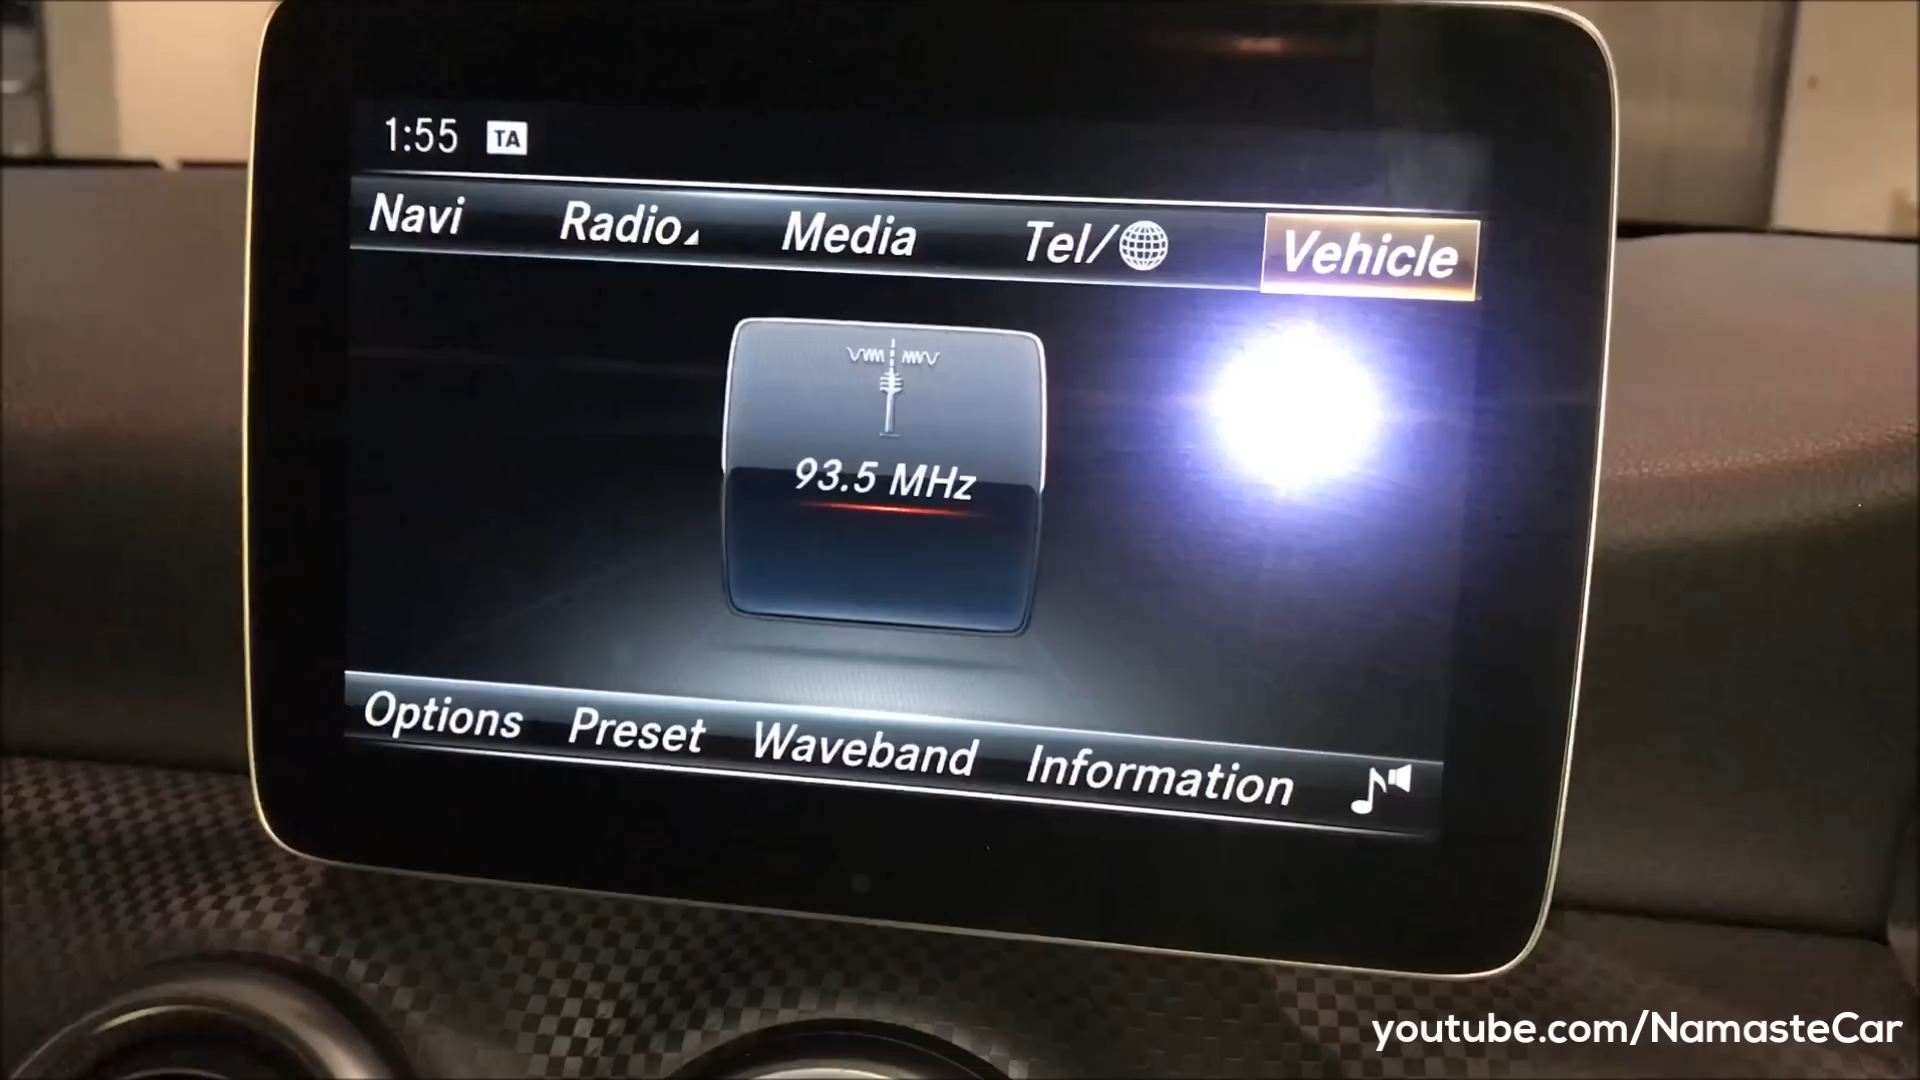 1:55 TA
Navi Radio Media Tel/ Vehicle
93.5 MHz
Options Preset Waveband Information
youtube.com/NamasteCar